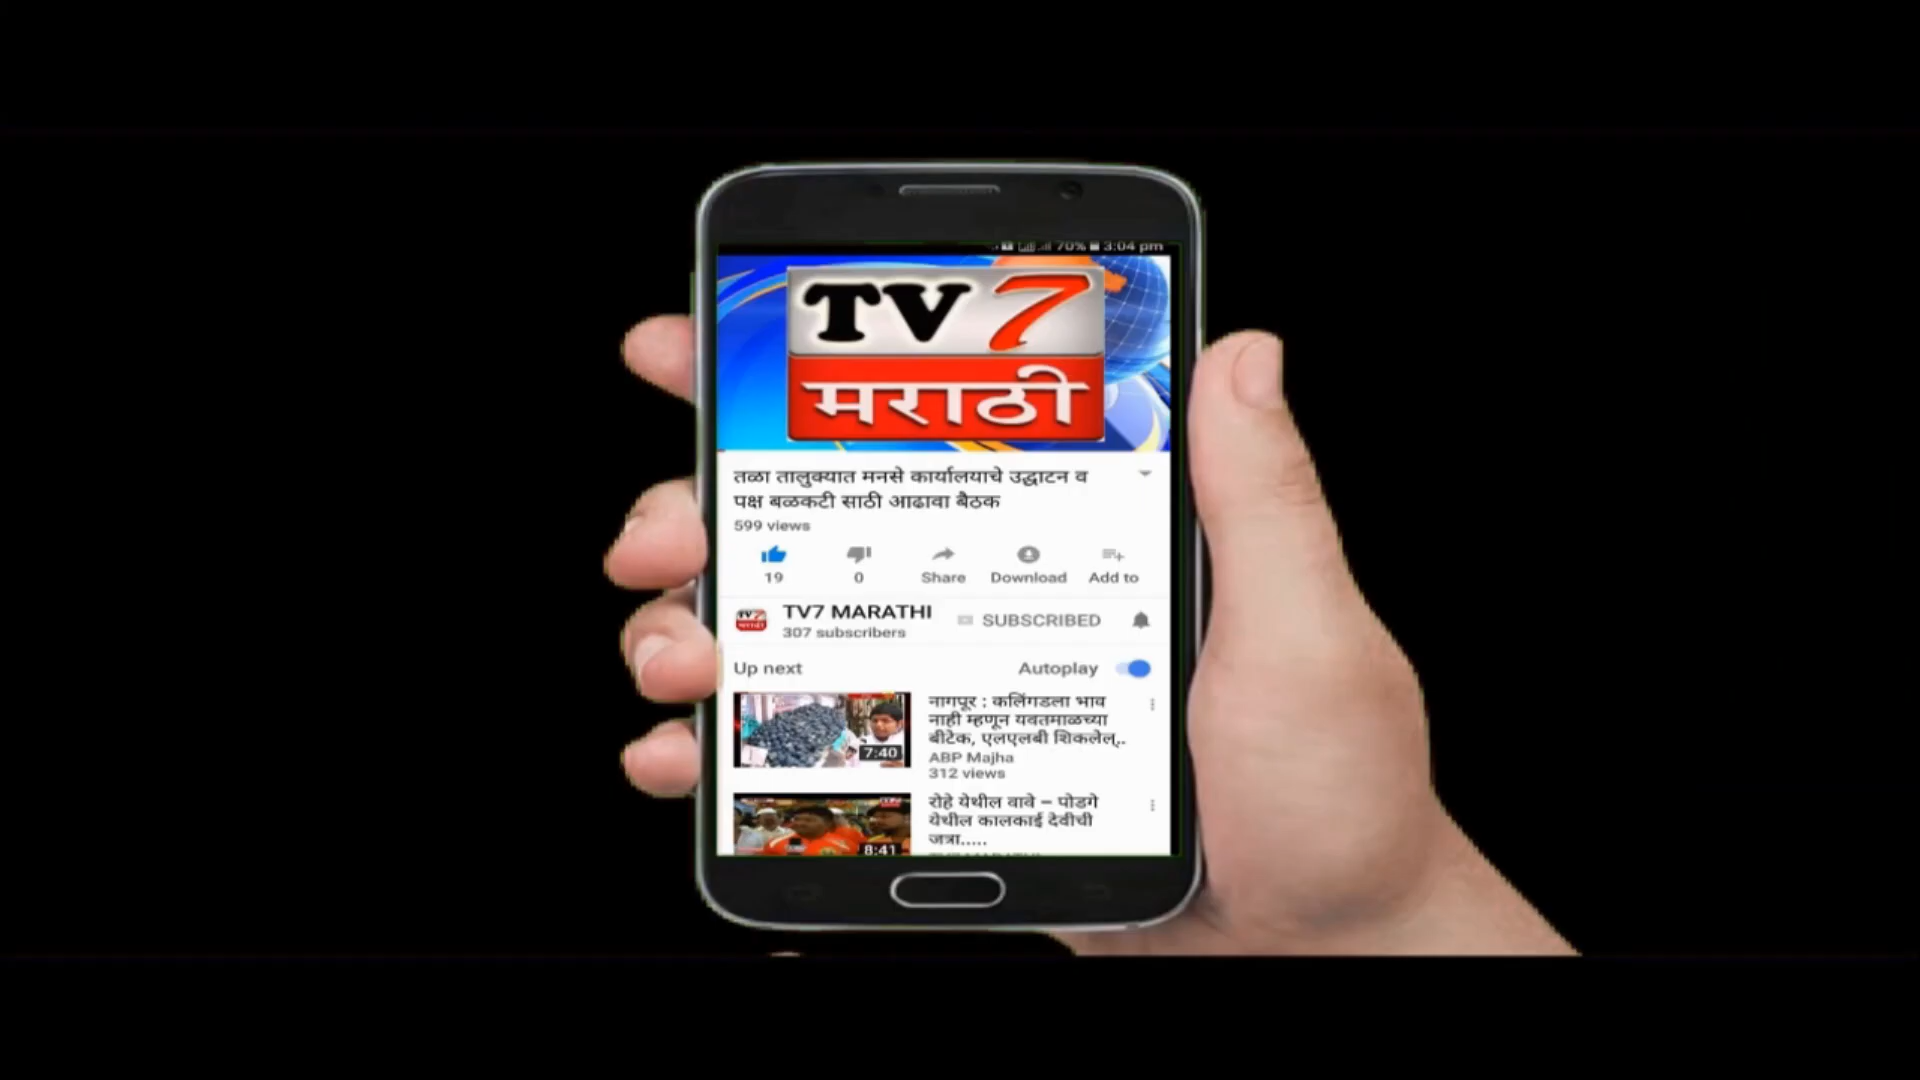 70% 3:04 pm
TV 7
मराठी
तळा तालुक्यात मनसे कार्यालयाचे उद्घाटन व
पक्ष बळकटी साठी आढावा बैठक
599 views
19
0
Share
Download
Add to
TV7 मराठी
TV7 MARATHI
307 subscribers
SUBSCRIBED
Up next
Autoplay
नागपूर : कलिंगडला भाव
नाही म्हणून यवतमाळच्या
बीटेक, एलएलबी शिकलेल्..
ABP Majha
312 views
7:40
रोहे येथील वावे – पोडगे
येथील कालकाई देवीची
जत्रा.....
8:41